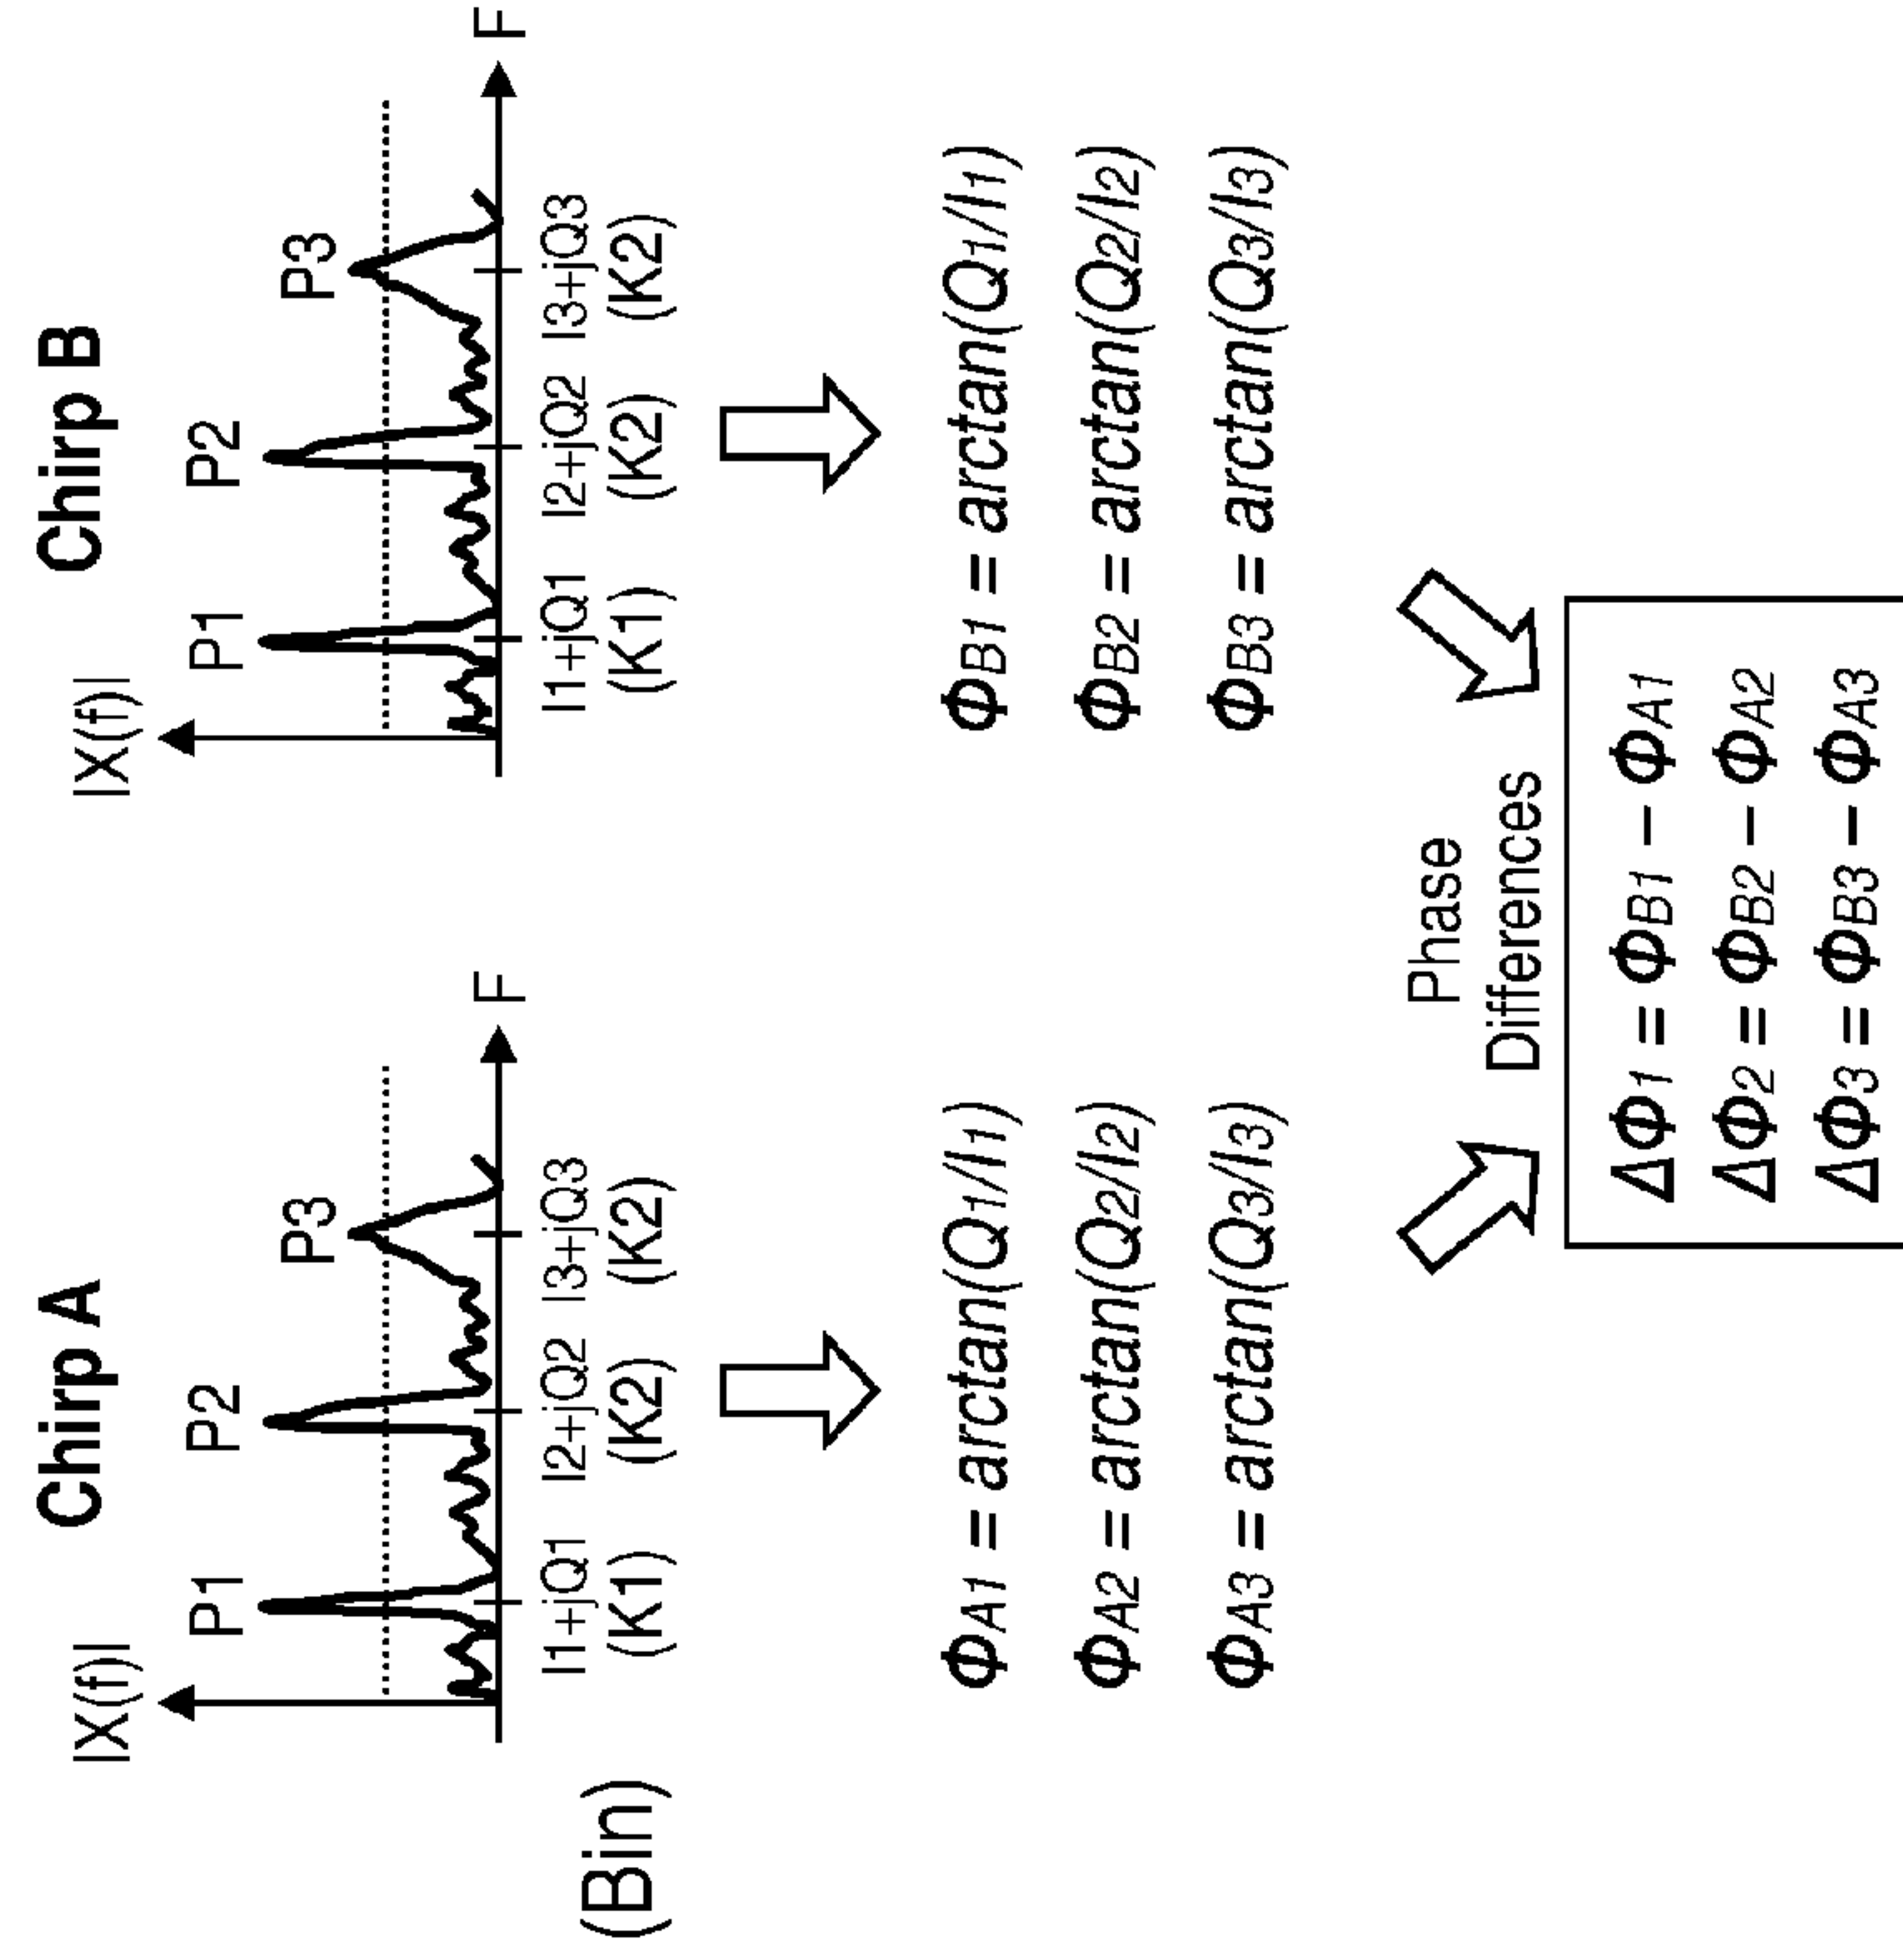 Chirp A
|X(f)|
P1
P2
P3
F
(Bin)
I1+jQ1
I2+jQ2
I3+jQ3
(K1)
(K2)
(K2)
ΦA1 = arctan(Q1/I1)
ΦA2 = arctan(Q2/I2)
ΦA3 = arctan(Q3/I3)
Chirp B
|X(f)|
P1
P2
P3
F
I1+jQ1
I2+jQ2
I3+jQ3
(K1)
(K2)
(K2)
ΦB1 = arctan(Q1/I1)
ΦB2 = arctan(Q2/I2)
ΦB3 = arctan(Q3/I3)
Phase
Differences
ΔΦ1 = ΦB1 − ΦA1
ΔΦ2 = ΦB2 − ΦA2
ΔΦ3 = ΦB3 − ΦA3